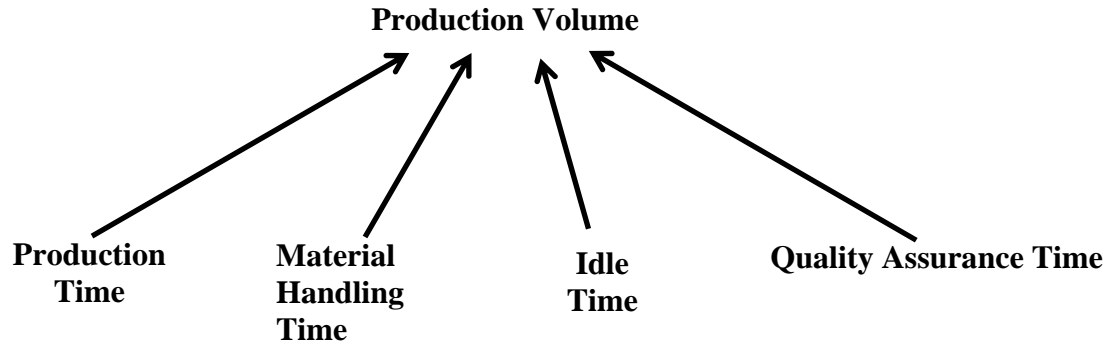 Production Volume
Production
Time
Material
Handling
Time
Idle
Time
Quality Assurance Time